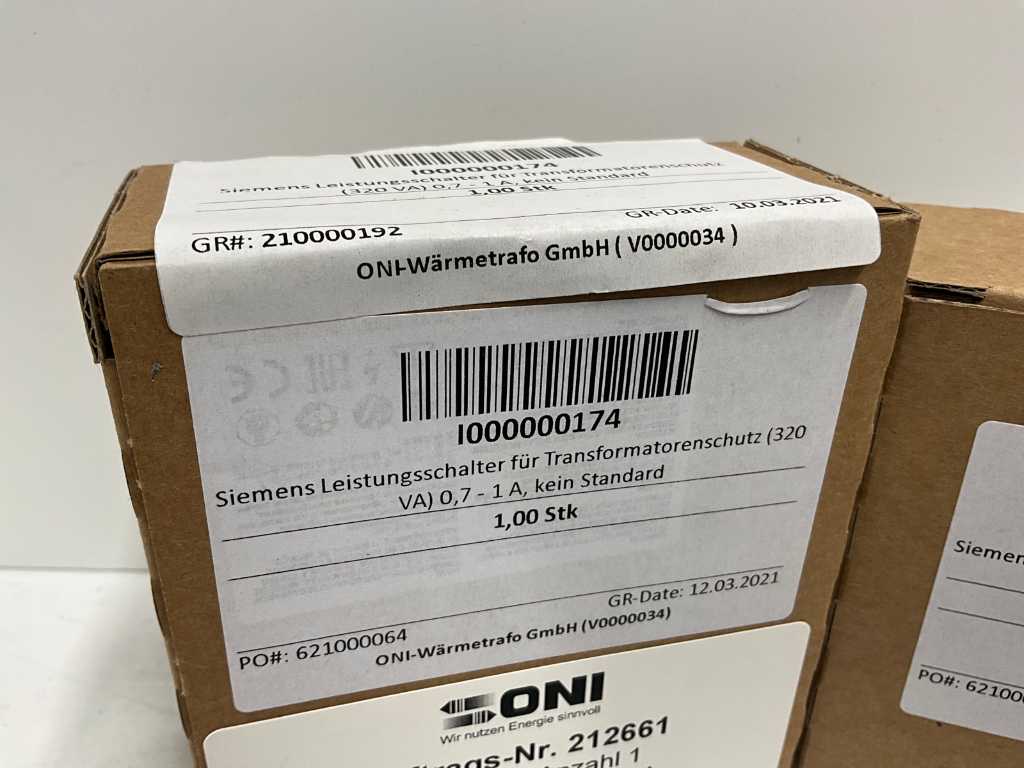 I000000174
Siemens Leistungsschalter für Transformatorenschutz
(320 VA) 0,7 - 1 A, kein Standard
1,00 Stk
GR#: 210000192
GR-Date: 10.03.2021
ONI-Wärmetrafo GmbH ( V0000034 )
I000000174
Siemens Leistungsschalter für Transformatorenschutz (320
VA) 0,7 - 1 A, kein Standard
1,00 Stk
PO#: 621000064
GR-Date: 12.03.2021
ONI-Wärmetrafo GmbH (V0000034)
ONI
Wir nutzen Energie sinnvoll
212661
1
PO#: